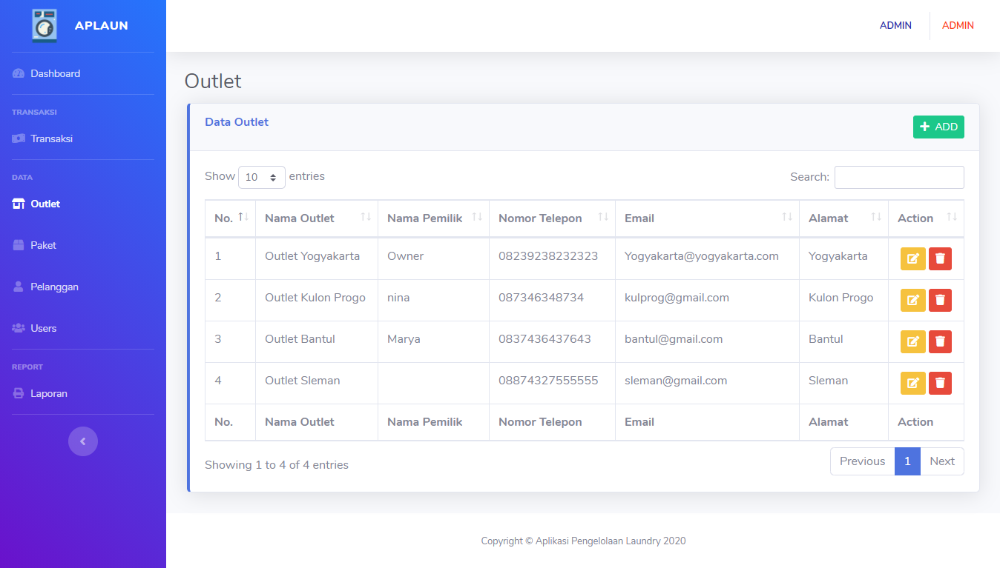 APLAUN
ADMIN ADMIN
Dashboard
TRANSAKSI
Transaksi
DATA
Outlet
Paket
Pelanggan
Users
REPORT
Laporan
Outlet
Data Outlet
ADD
Show 10 entries
Search:
No. Nama Outlet Nama Pemilik Nomor Telepon Email Alamat Action
1 Outlet Yogyakarta Owner 08239238232323 Yogyakarta@yogyakarta.com Yogyakarta
2 Outlet Kulon Progo nina 087346348734 kulprog@gmail.com Kulon Progo
3 Outlet Bantul Marya 0837436437643 bantul@gmail.com Bantul
4 Outlet Sleman 08874327555555 sleman@gmail.com Sleman
No. Nama Outlet Nama Pemilik Nomor Telepon Email Alamat Action
Showing 1 to 4 of 4 entries
Previous 1 Next
Copyright © Aplikasi Pengelolaan Laundry 2020